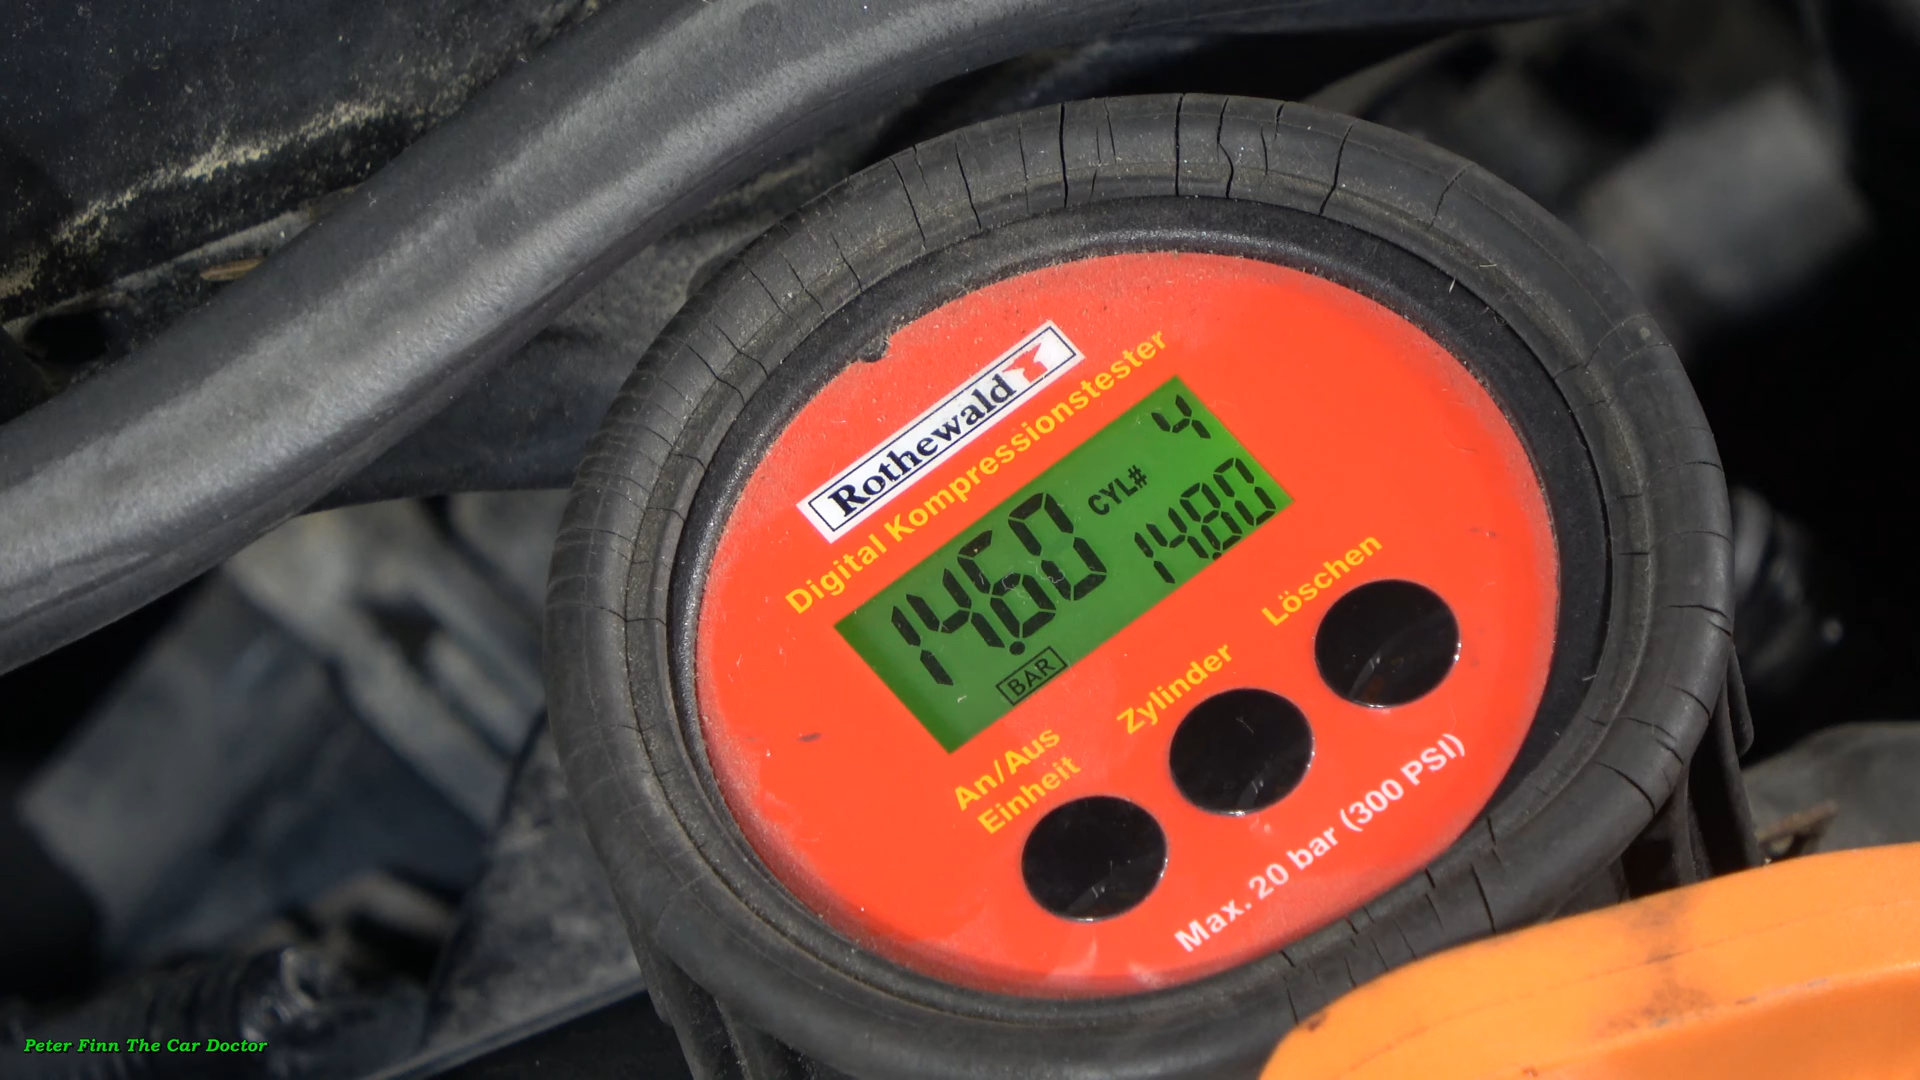 Rothewald
Digital Kompressionstester
4
CYL#
14.60
14.80
BAR
An/Aus
Einheit
Zylinder
Löschen
Max. 20 bar (300 PSI)
Peter Finn The Car Doctor